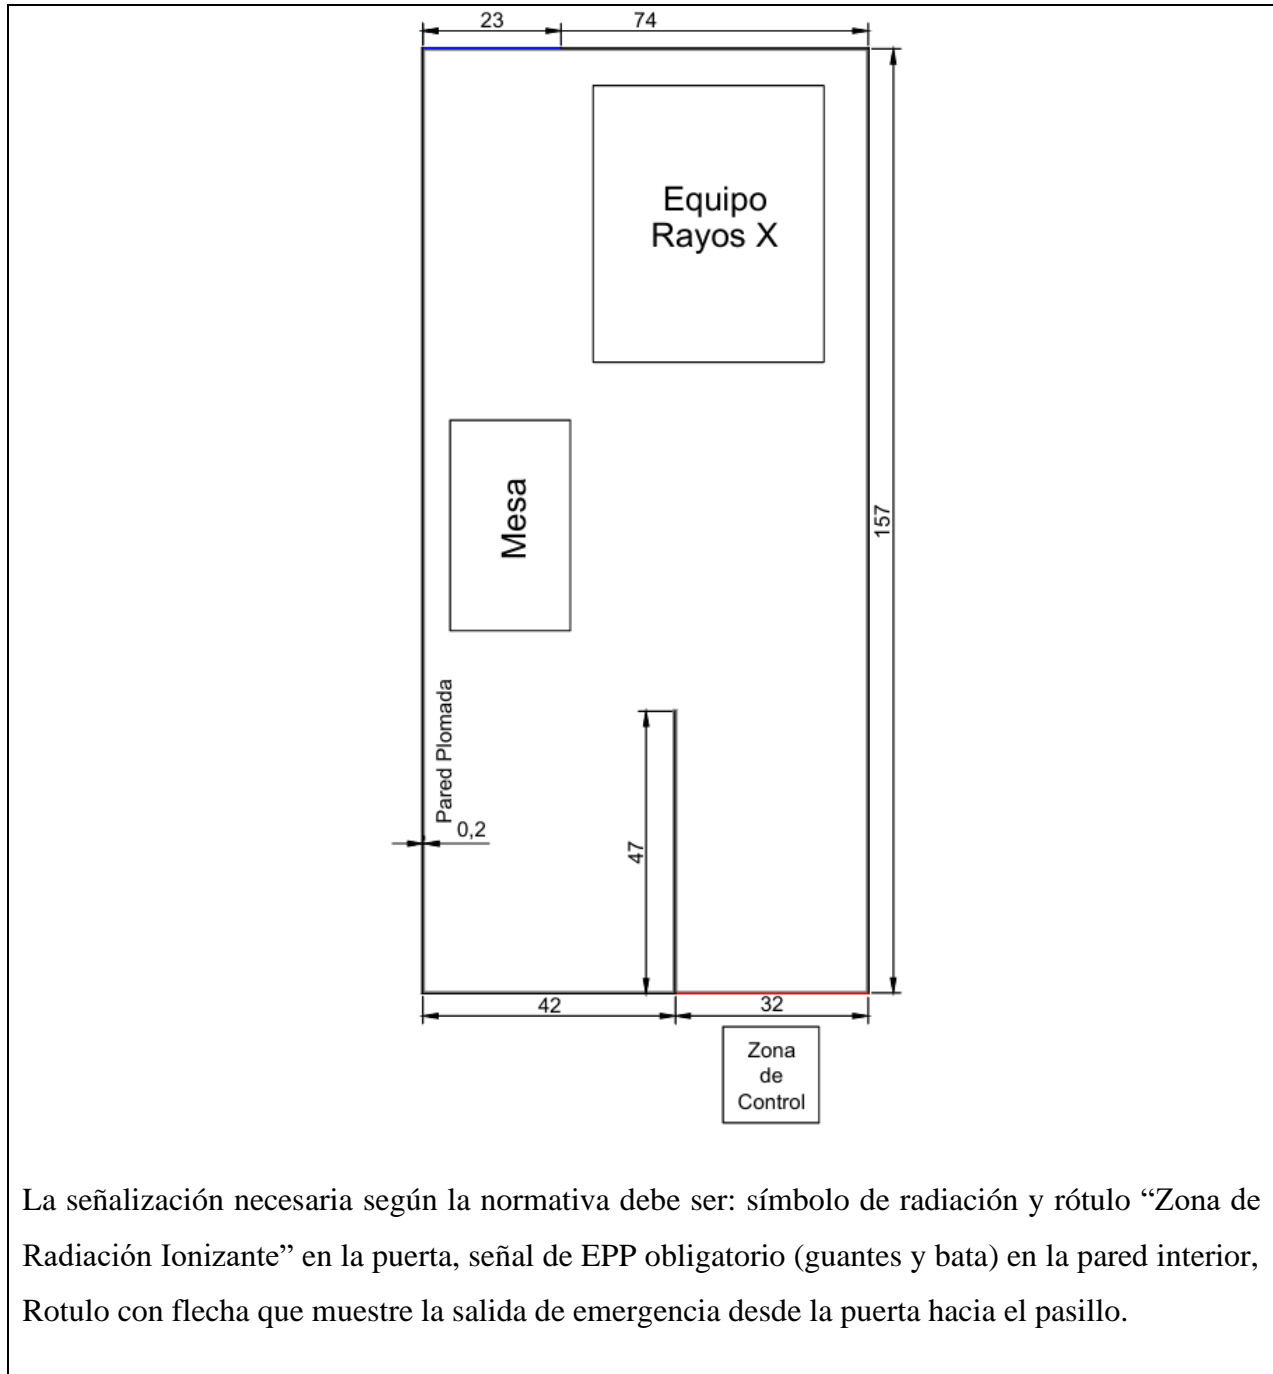 23
74
Equipo
Rayos X
157
Mesa
Pared Plomada
0,2
47
42
32
Zona
de
Control
La señalización necesaria según la normativa debe ser: símbolo de radiación y rótulo “Zona de
Radiación Ionizante” en la puerta, señal de EPP obligatorio (guantes y bata) en la pared interior,
Rotulo con flecha que muestre la salida de emergencia desde la puerta hacia el pasillo.